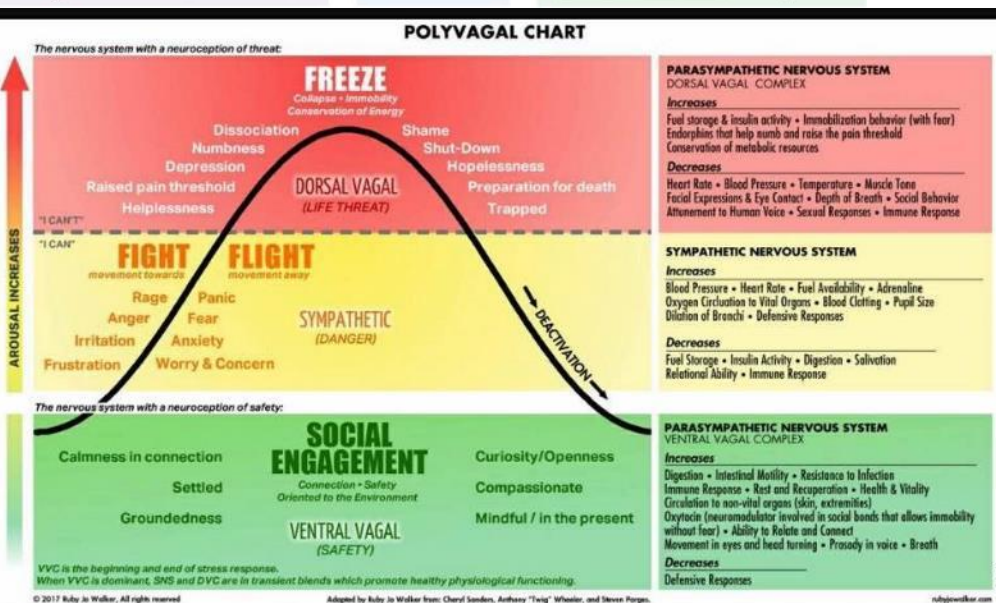 POLYVAGAL CHART
The nervous system with a neuroception of threat:
FREEZE
Collapse • Immobility
Conservation of Energy
Dissociation
Numbness
Depression
Raised pain threshold
Helplessness
Shame
Shut-Down
Hopelessness
Preparation for death
Trapped
DORSAL VAGAL
(LIFE THREAT)
"I CAN'T"
"I CAN"
FIGHT
movement towards
FLIGHT
movement away
Rage
Anger
Irritation
Frustration
Panic
Fear
Anxiety
Worry & Concern
SYMPATHETIC
(DANGER)
DEACTIVATION
AROUSAL INCREASES
The nervous system with a neuroception of safety:
SOCIAL
ENGAGEMENT
Connection • Safety
Oriented to the Environment
Calmness in connection
Settled
Groundedness
Curiosity/Openness
Compassionate
Mindful / in the present
VENTRAL VAGAL
(SAFETY)
VVC is the beginning and end of stress response.
When VVC is dominant, SNS and DVC are in transient blends which promote healthy physiological functioning.
PARASYMPATHETIC NERVOUS SYSTEM
DORSAL VAGAL COMPLEX
Increases
Fuel storage & insulin activity • Immobilization behavior (with fear)
Endorphins that help numb and raise the pain threshold
Conservation of metabolic resources
Decreases
Heart Rate • Blood Pressure • Temperature • Muscle Tone
Facial Expressions & Eye Contact • Depth of Breath • Social Behavior
Attunement to Human Voice • Sexual Responses • Immune Response
SYMPATHETIC NERVOUS SYSTEM
Increases
Blood Pressure • Heart Rate • Fuel Availability • Adrenaline
Oxygen Circluation to Vital Organs • Blood Clotting • Pupil Size
Dilation of Bronchi • Defensive Responses
Decreases
Fuel Storage • Insulin Activity • Digestion • Salivation
Relational Ability • Immune Response
PARASYMPATHETIC NERVOUS SYSTEM
VENTRAL VAGAL COMPLEX
Increases
Digestion • Intestinal Motility • Resistance to Infection
Immune Response • Rest and Recuperation • Health & Vitality
Circulation to non-vital organs (skin, extremities)
Oxytocin (neuromodulator involved in social bonds that allows immobility
without fear) • Ability to Relate and Connect
Movement in eyes and head turning • Prosody in voice • Breath
Decreases
Defensive Responses
© 2017 Ruby Jo Walker, All rights reserved
Adapted by Ruby Jo Walker from: Cheryl Sanders, Anthony "Twig" Wheeler, and Steven Porges.
rubyjowalker.com